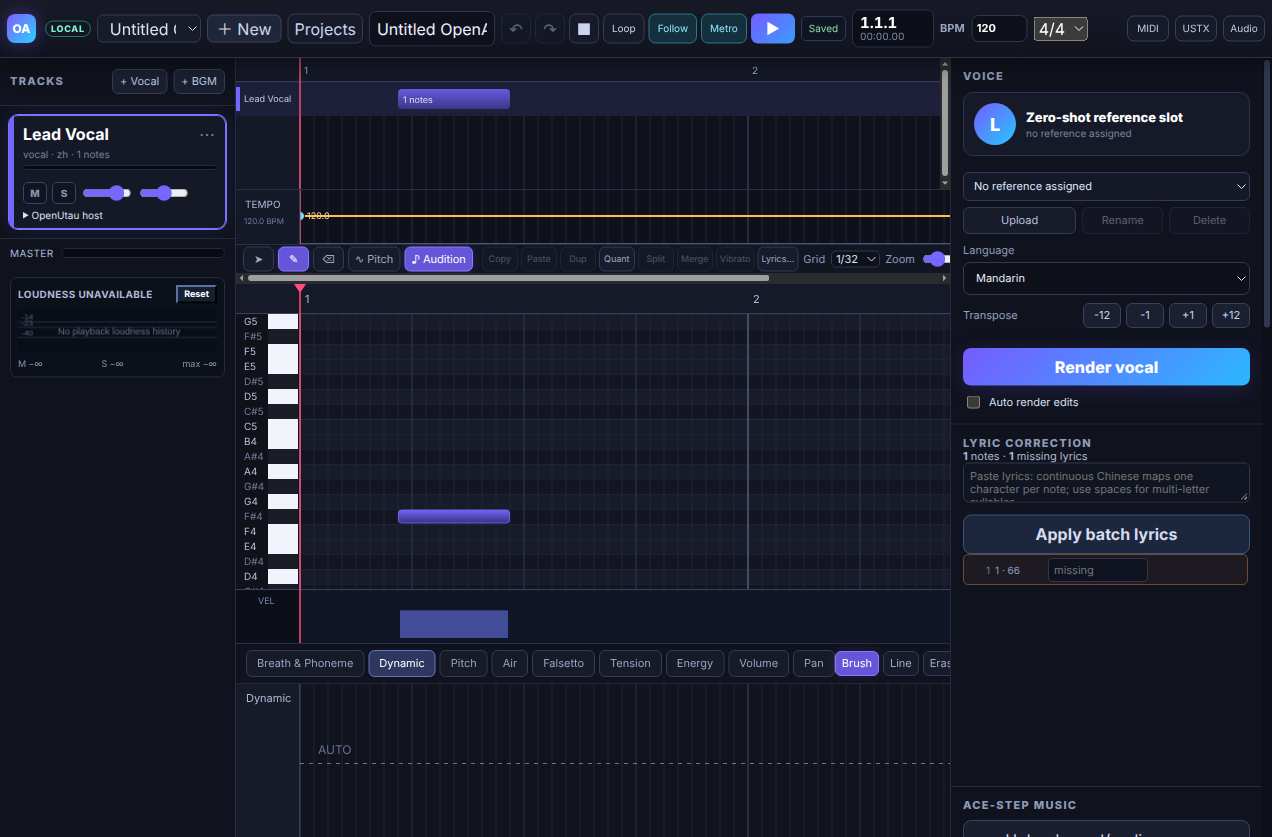 OA LOCAL Untitled ( + New Projects Untitled OpenA Loop Follow Metro Saved 1.1.1 00:00.00 BPM 120 4/4 MIDI USTX Audio
TRACKS + Vocal + BGM
Lead Vocal ...
vocal · zh · 1 notes
M S
OpenUtau host
MASTER
LOUDNESS UNAVAILABLE Reset
-14
-23
-40
No playback loudness history
M −∞ S −∞ max −∞
1 2
Lead Vocal 1 notes
TEMPO
120.0 BPM
120.0
Pitch Audition Copy Paste Dup Quant Split Merge Vibrato Lyrics... Grid 1/32 Zoom
1 2
G5
F#5
F5
E5
D#5
D5
C#5
C5
B4
A#4
A4
G#4
G4
F#4
F4
E4
D#4
D4
VEL
Breath & Phoneme Dynamic Pitch Air Falsetto Tension Energy Volume Pan Brush Line Eras
Dynamic
AUTO
VOICE
L
Zero-shot reference slot
no reference assigned
No reference assigned
Upload Rename Delete
Language
Mandarin
Transpose -12 -1 +1 +12
Render vocal
Auto render edits
LYRIC CORRECTION
1 notes · 1 missing lyrics
Paste lyrics: continuous Chinese maps one
character per note; use spaces for multi-letter
Apply batch lyrics
1 1 · 66 missing
ACE-STEP MUSIC